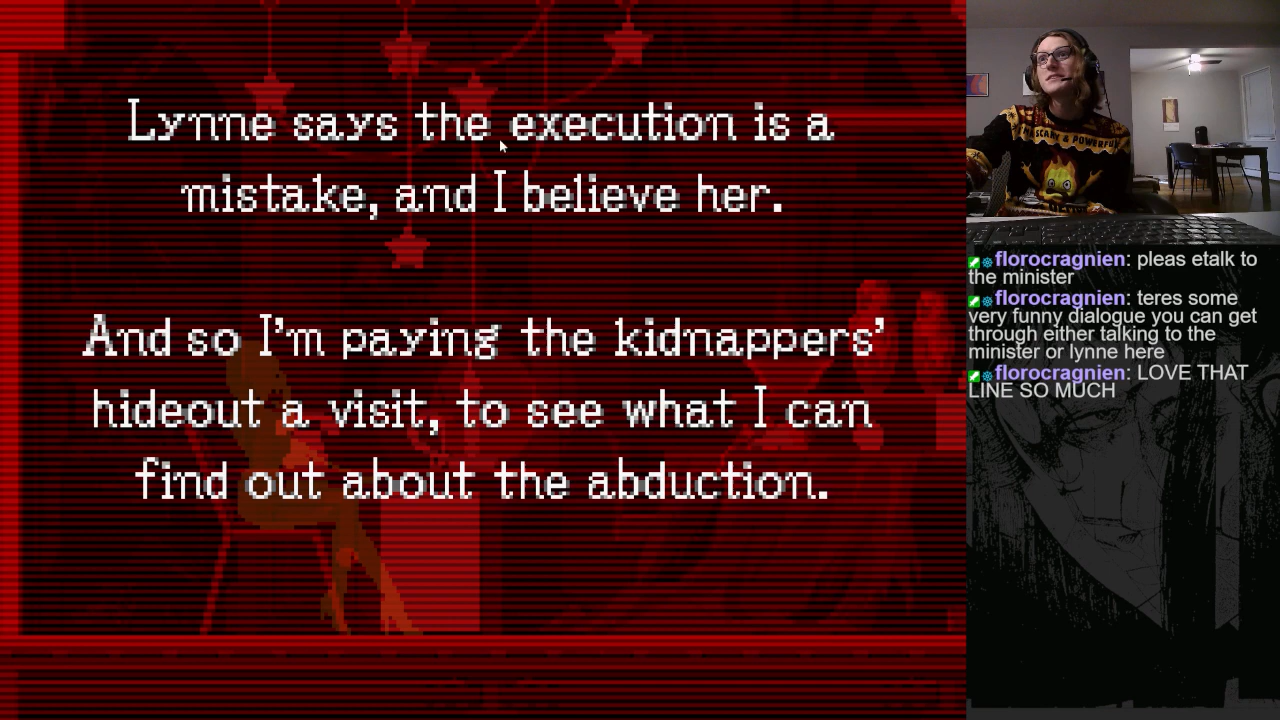 Lynne says the execution is a
mistake, and I believe her.
And so I'm paying the kidnappers'
hideout a visit, to see what I can
find out about the abduction.
SCARY & POWERFUL
florocragnien: pleas etalk to
the minister
florocragnien: teres some
very funny dialogue you can get
through either talking to the
minister or lynne here
florocragnien: LOVE THAT
LINE SO MUCH